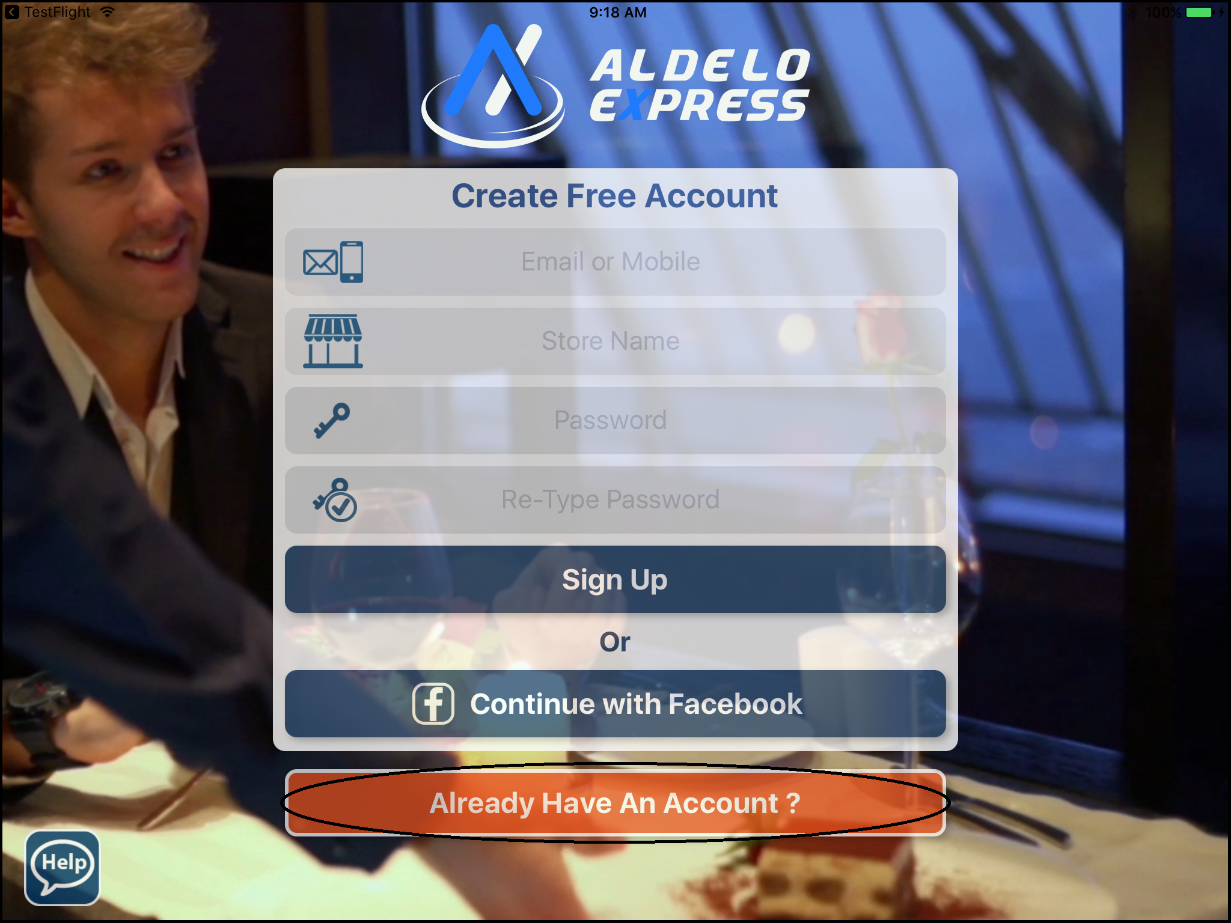 TestFlight
9:18 AM
100%
ALDELO
EXPRESS
Create Free Account
Email or Mobile
Store Name
Password
Re-Type Password
Sign Up
Or
f Continue with Facebook
Already Have An Account ?
Help